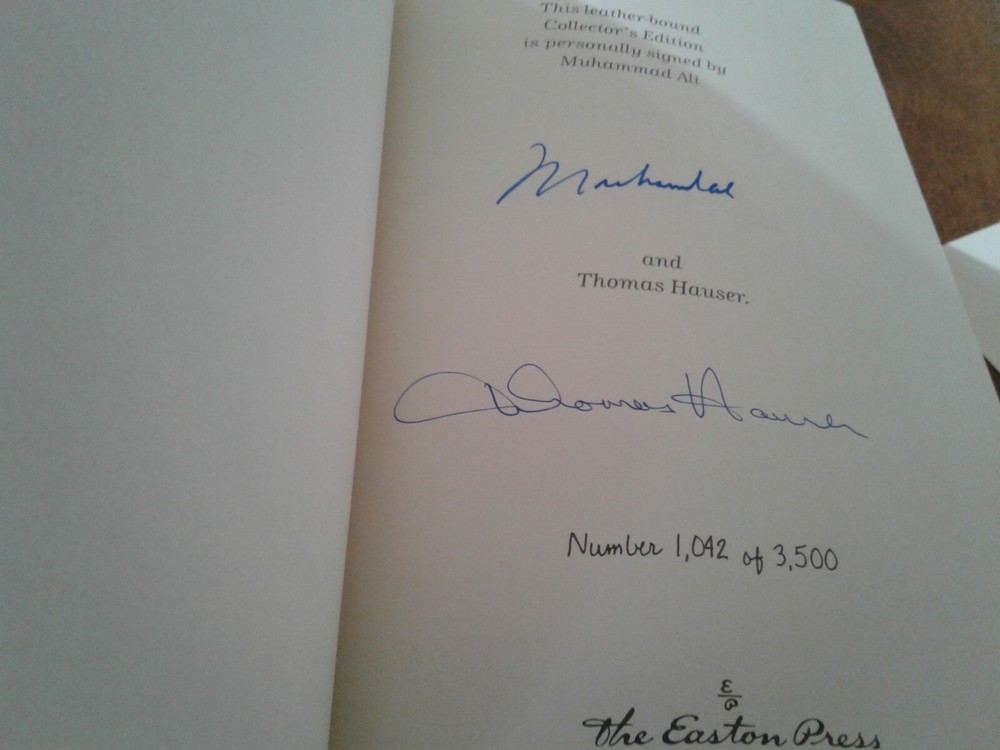 This leather-bound
Collector's Edition
is personally signed by
Muhammad Ali
and
Thomas Hauser.
Thomas Hauser
Number 1,042 of 3,500
E
P
The Easton Press